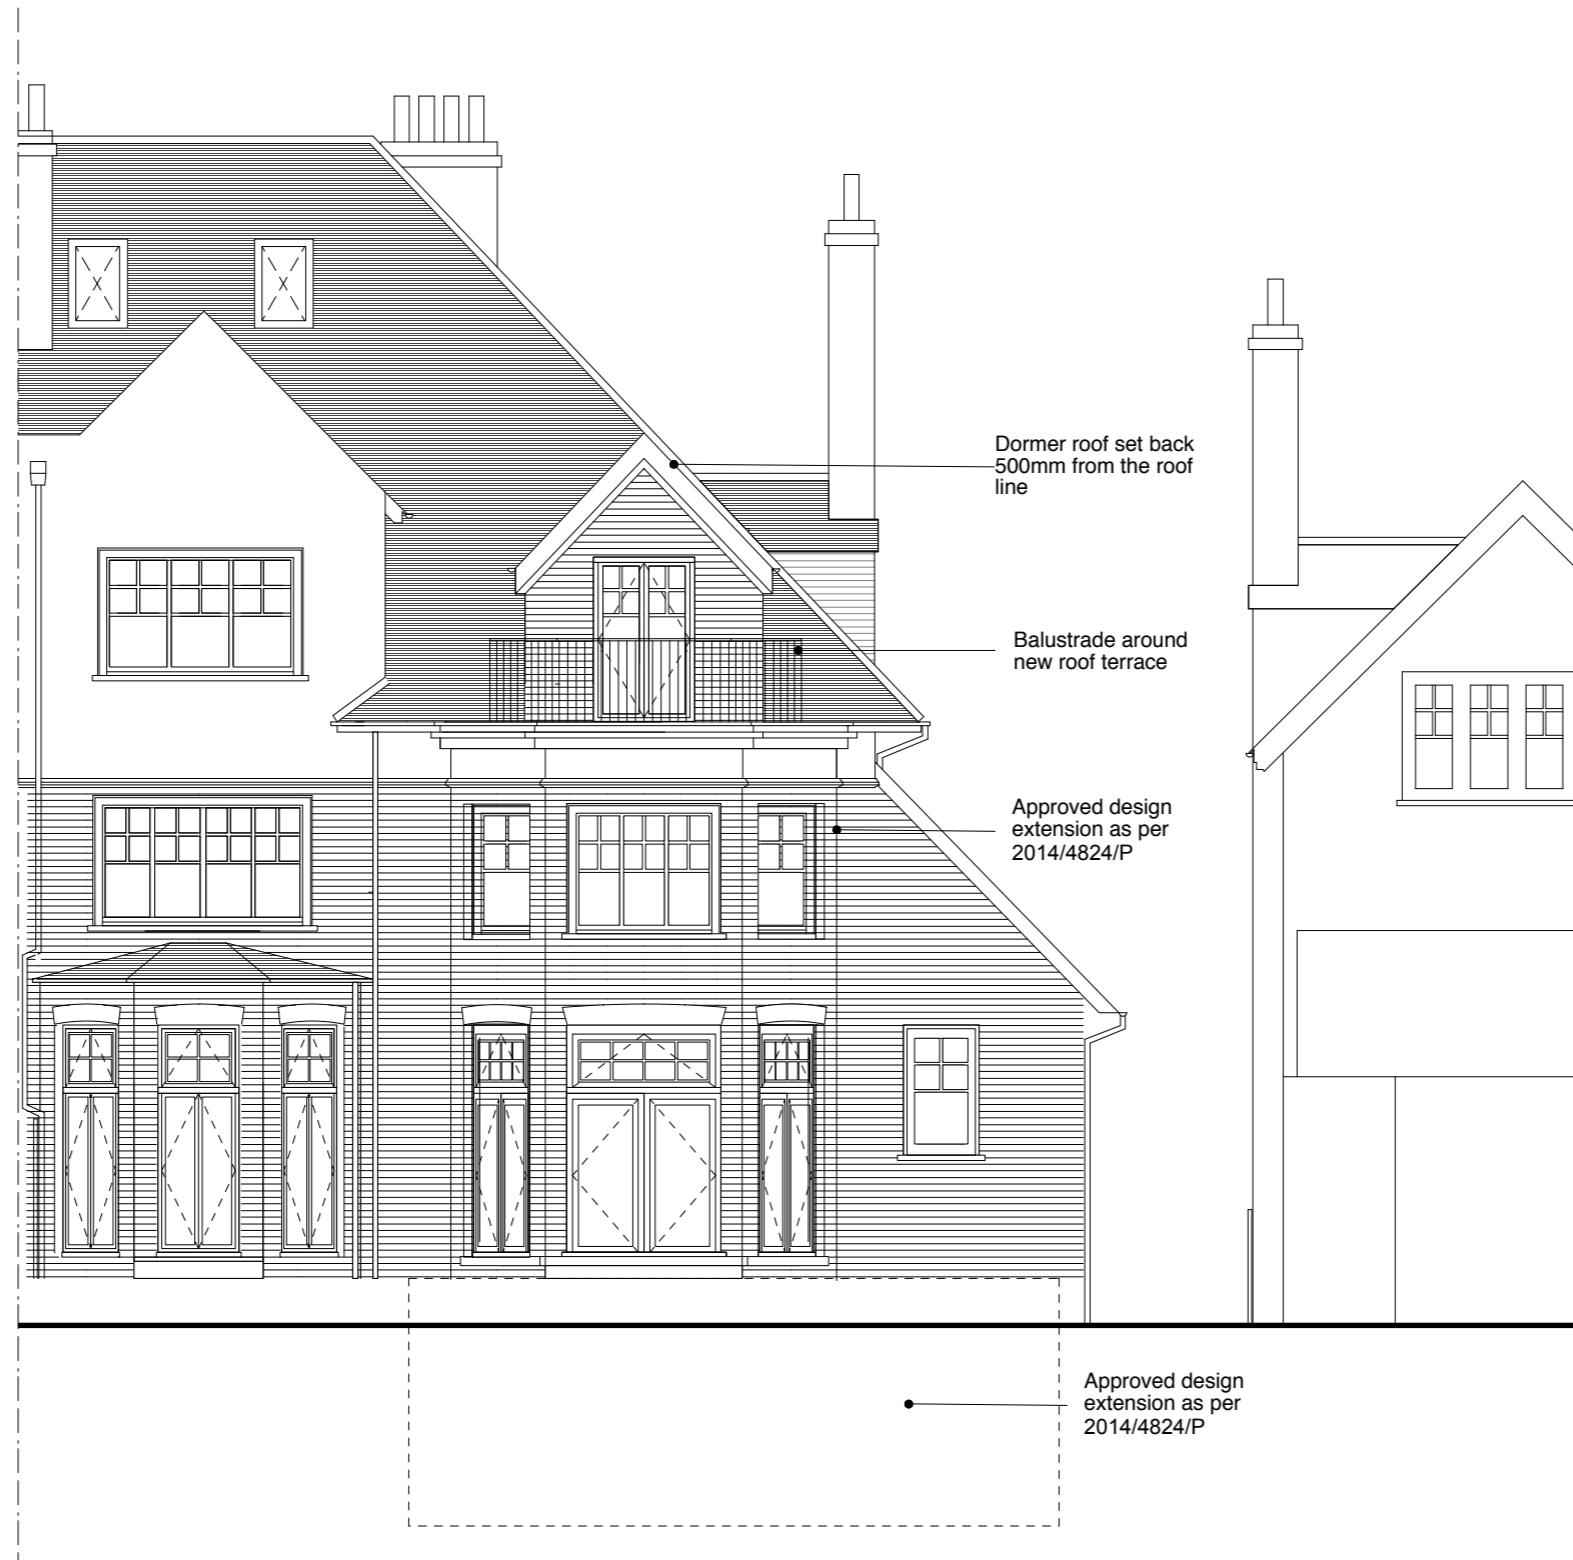 Dormer roof set back
500mm from the roof
line
Balustrade around
new roof terrace
Approved design
extension as per
2014/4824/P
Approved design
extension as per
2014/4824/P